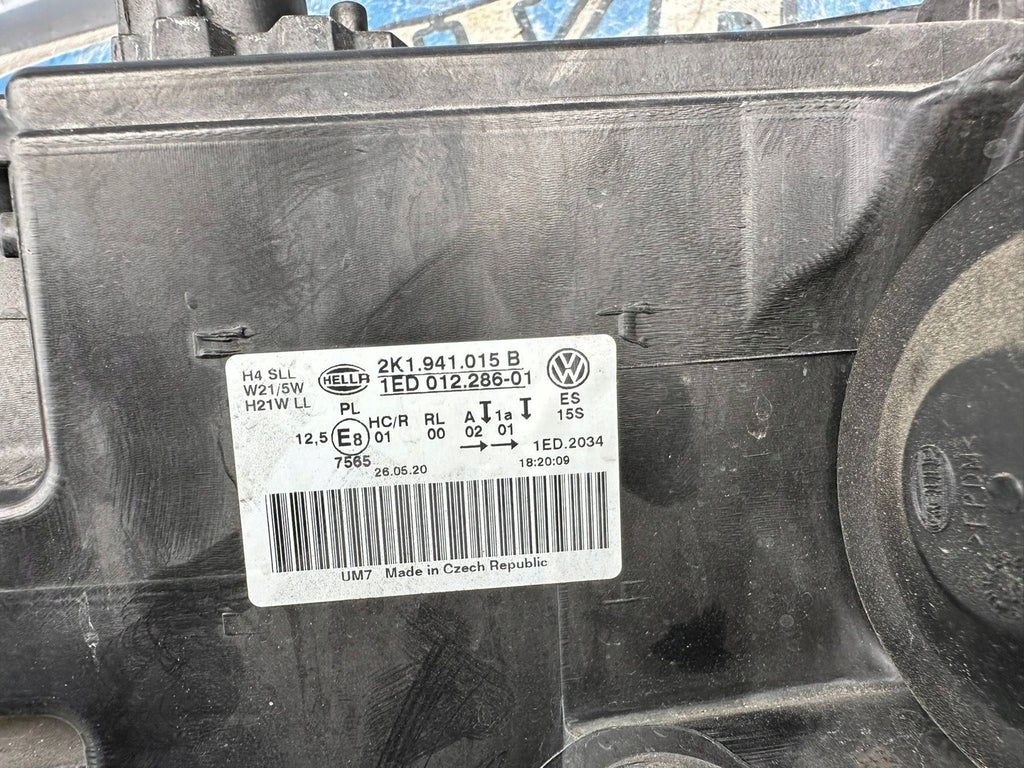 H4 SLL
W21/5W
H21W LL
HELLA
2K1.941.015 B
1ED 012.286-01
ES
15S
PL
HC/R RL A 1a
12,5 E8 01 00 02 01
7565
1ED.2034
26.05.20 18:20:09
UM7 Made in Czech Republic